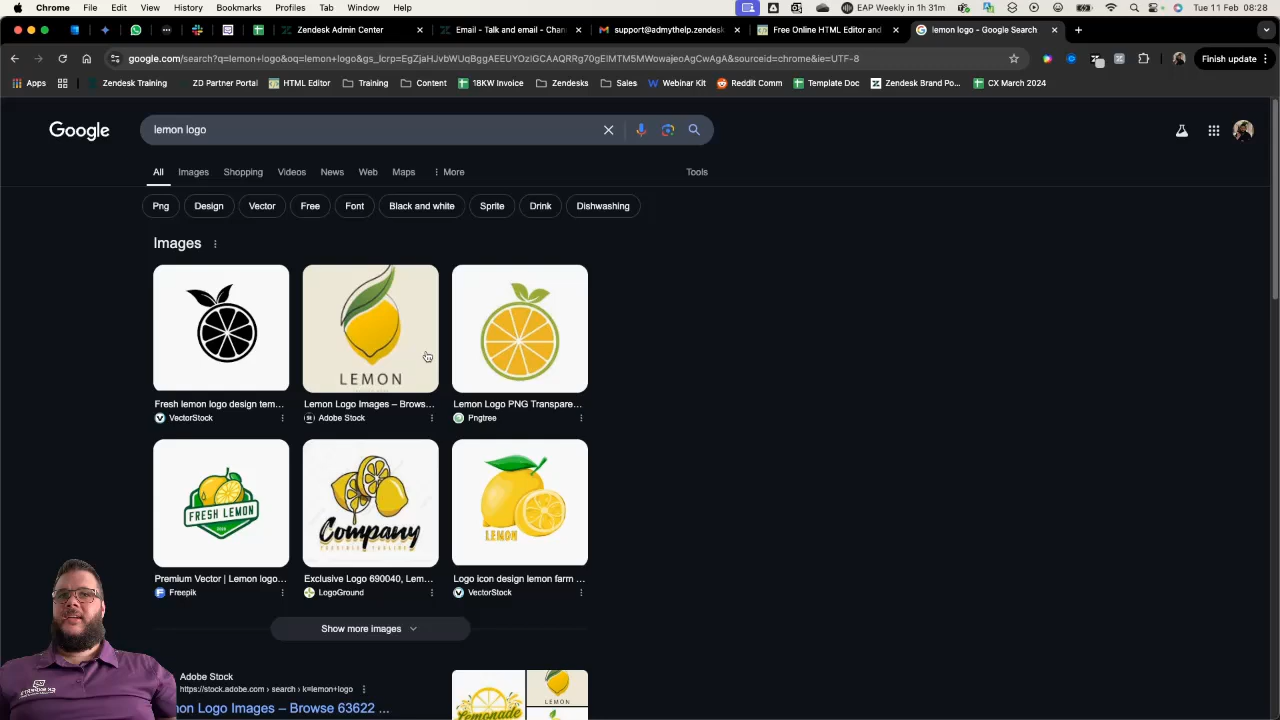 Chrome File Edit View History Bookmarks Profiles Tab Window Help EAP Weekly in 1h 31m Tue 11 Feb 08:28
Zendesk Admin Center Email - Talk and email - Chan support@admythelp.zendesk Free Online HTML Editor and lemon logo - Google Search
google.com/search?q=lemon+logo&oq=lemon+logo&gs_lcrp=EgZjaHJvbWUqBggAEEUYOzIGCAAQRRg70gEIMTM5MWowajeoAgCwAgA&sourceid=chrome&ie=UTF-8 Finish update
Apps Zendesk Training ZD Partner Portal HTML Editor Training Content 18KW Invoice Zendesks Sales Webinar Kit Reddit Comm Template Doc Zendesk Brand Po... CX March 2024
Google lemon logo
All Images Shopping Videos News Web Maps More Tools
Png Design Vector Free Font Black and white Sprite Drink Dishwashing
Images
LEMON
Fresh lemon logo design tem... Lemon Logo Images – Brows... Lemon Logo PNG Transpare...
VectorStock Adobe Stock Pngtree
FRESH LEMON
Company
LEMON
Premium Vector | Lemon logo... Exclusive Logo 690040, Lem... Logo icon design lemon farm ...
Freepik LogoGround VectorStock
Show more images
Adobe Stock
https://stock.adobe.com › search › k=lemon+logo
non Logo Images – Browse 63622 ...
LEMON
Lemonade